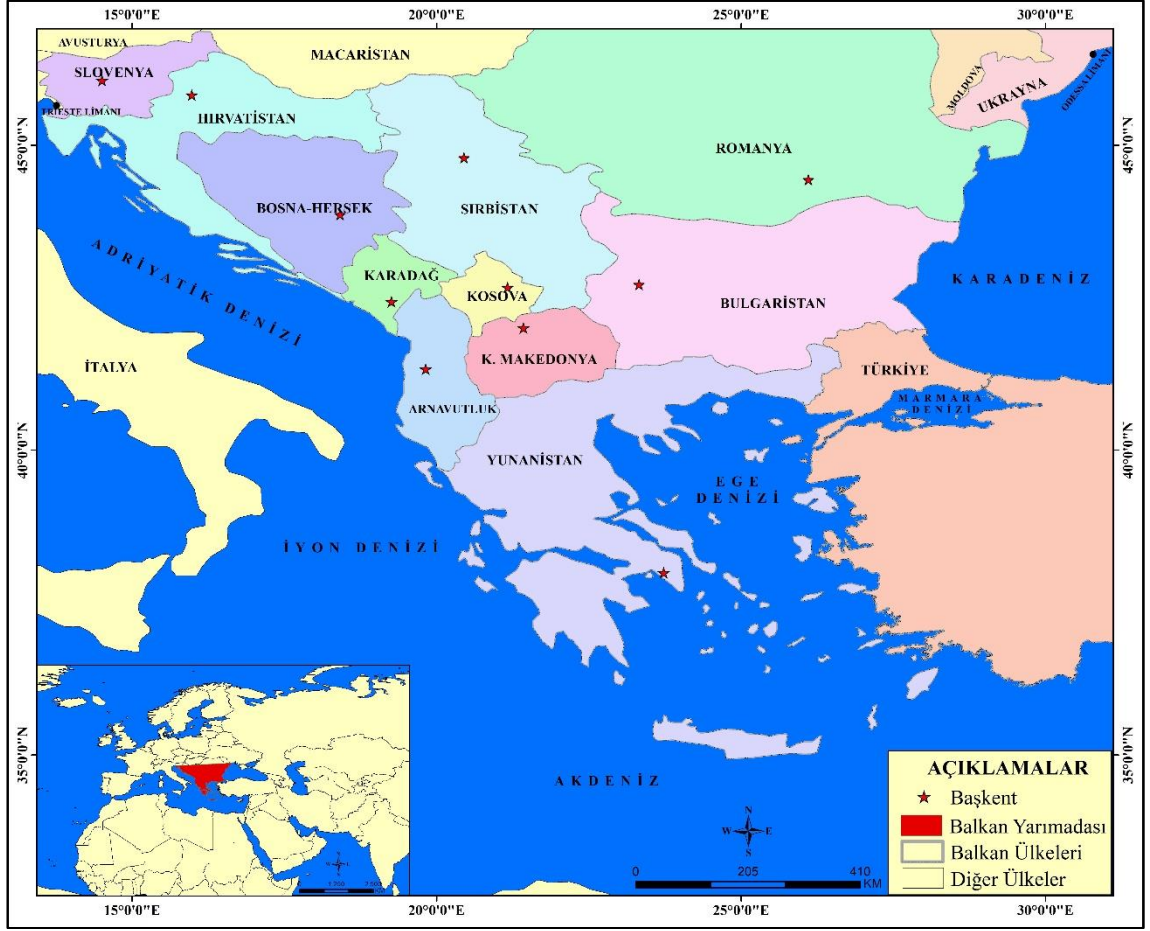 15°0'0"E 20°0'0"E 25°0'0"E 30°0'0"E
AVUSTURYA
MACARİSTAN
SLOVENYA
MOLDOVA
UKRAYNA
ODESSA LİMANI
TRİESTE LİMANI
HIRVATİSTAN
45°0'0"N
45°0'0"N
ROMANYA
BOSNA-HERSEK
SIRBİSTAN
ADRİYATİK DENİZİ
KARADAĞ
KOSOVA
BULGARİSTAN
KARADENİZ
İTALYA
K. MAKEDONYA
TÜRKİYE
ARNAVUTLUK
MARMARA
DENİZİ
40°0'0"N
40°0'0"N
YUNANİSTAN
EGE
DENİZİ
İYON DENİZİ
35°0'0"N
35°0'0"N
AKDENİZ
N
W E
S
0 205 410
KM
AÇIKLAMALAR
Başkent
Balkan Yarımadası
Balkan Ülkeleri
Diğer Ülkeler
15°0'0"E 20°0'0"E 25°0'0"E 30°0'0"E